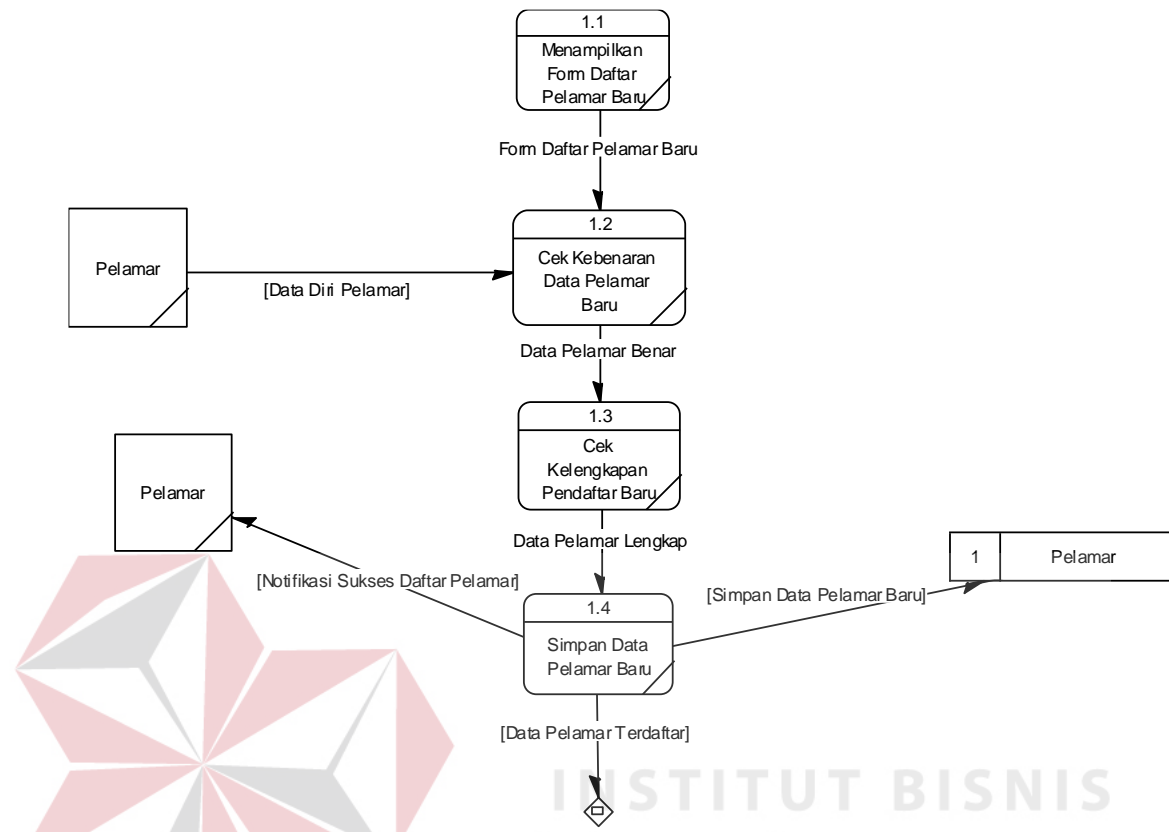 1.1
Menampilkan
Form Daftar
Pelamar Baru
Form Daftar Pelamar Baru
Pelamar
[Data Diri Pelamar]
1.2
Cek Kebenaran
Data Pelamar
Baru
Data Pelamar Benar
1.3
Cek
Kelengkapan
Pendaftar Baru
Pelamar
Data Pelamar Lengkap
1
Pelamar
[Notifikasi Sukses Daftar Pelamar]
[Simpan Data Pelamar Baru]
1.4
Simpan Data
Pelamar Baru
[Data Pelamar Terdaftar]
INSTITUT BISNIS